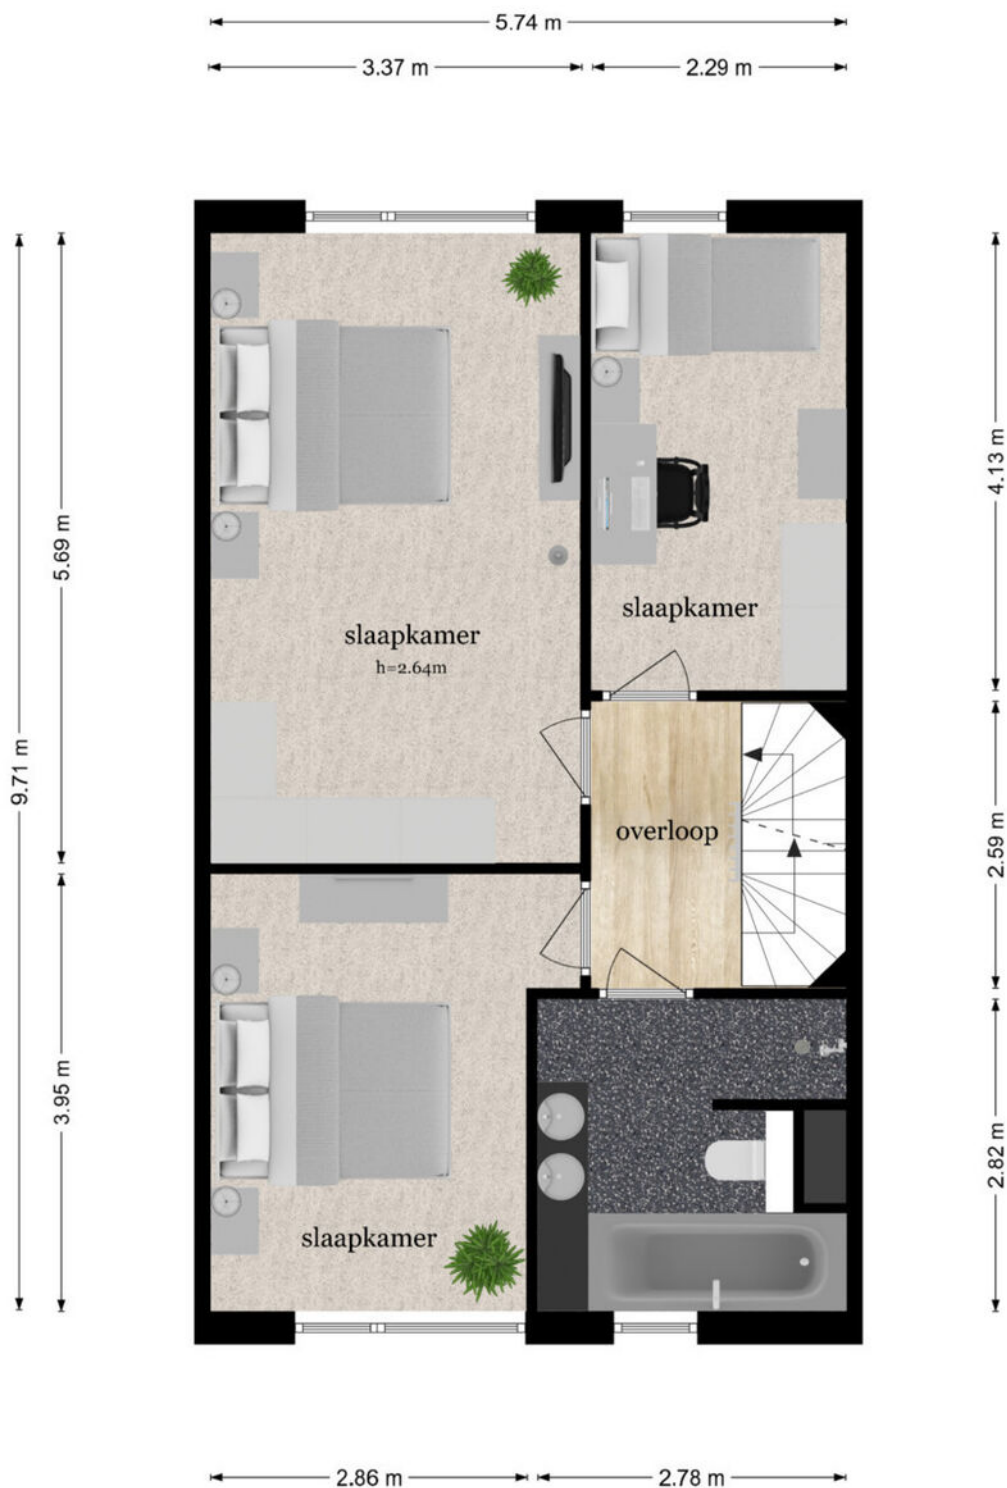 5.74 m
3.37 m
2.29 m
9.71 m
5.69 m
3.95 m
4.13 m
2.59 m
2.82 m
slaapkamer
h=2.64m
slaapkamer
overloop
slaapkamer
2.86 m
2.78 m